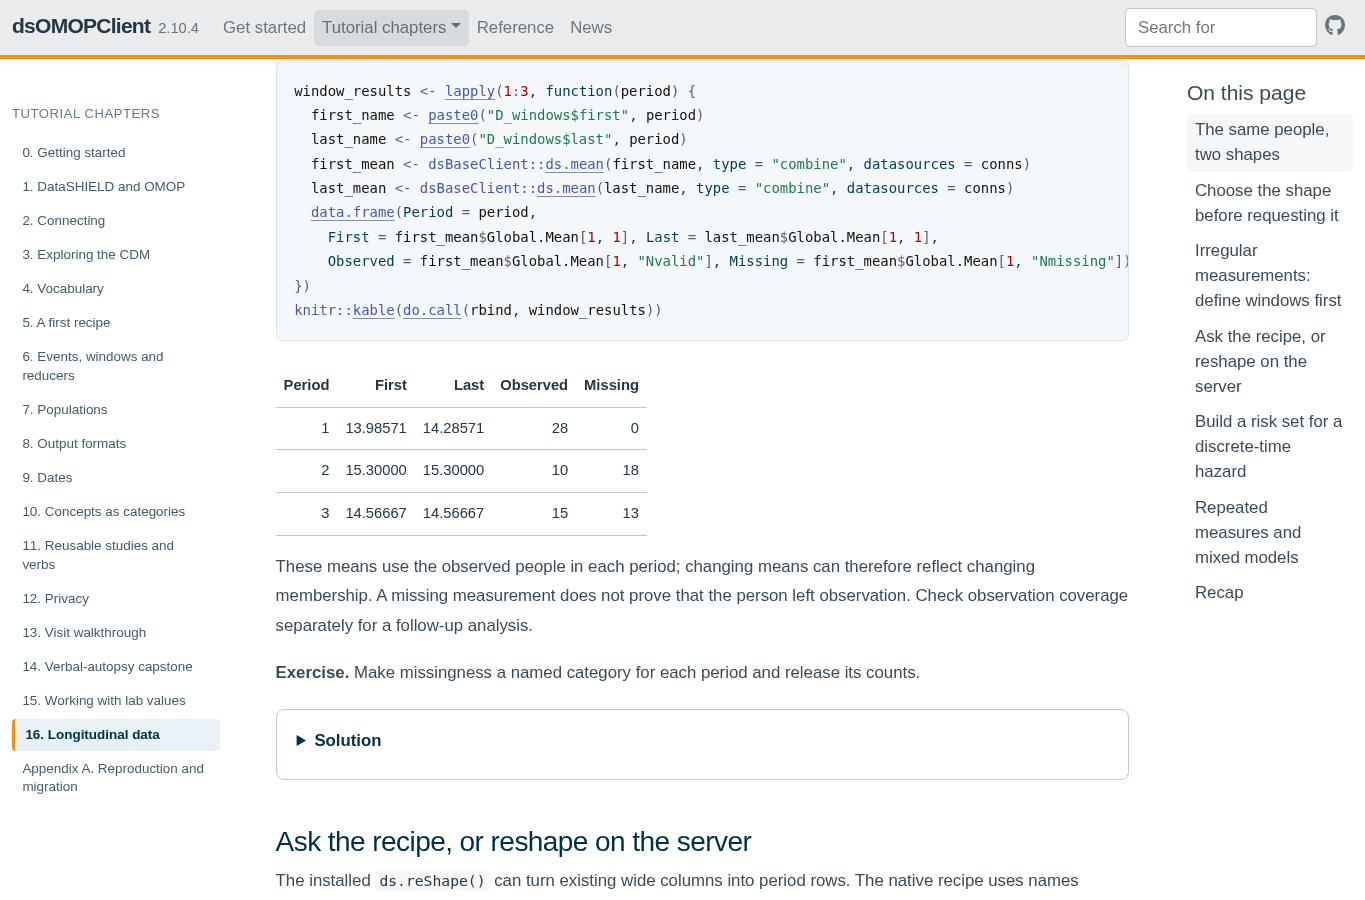 dsOMOPClient 2.10.4 Get started Tutorial chapters Reference News Search for
TUTORIAL CHAPTERS
0. Getting started
1. DataSHIELD and OMOP
2. Connecting
3. Exploring the CDM
4. Vocabulary
5. A first recipe
6. Events, windows and
reducers
7. Populations
8. Output formats
9. Dates
10. Concepts as categories
11. Reusable studies and
verbs
12. Privacy
13. Visit walkthrough
14. Verbal-autopsy capstone
15. Working with lab values
16. Longitudinal data
Appendix A. Reproduction and
migration
window_results <- lapply(1:3, function(period) {
  first_name <- paste0("D_windows$first", period)
  last_name <- paste0("D_windows$last", period)
  first_mean <- dsBaseClient::ds.mean(first_name, type = "combine", datasources = conns)
  last_mean <- dsBaseClient::ds.mean(last_name, type = "combine", datasources = conns)
  data.frame(Period = period,
    First = first_mean$Global.Mean[1, 1], Last = last_mean$Global.Mean[1, 1],
    Observed = first_mean$Global.Mean[1, "Nvalid"], Missing = first_mean$Global.Mean[1, "Nmissing"])
})
knitr::kable(do.call(rbind, window_results))
Period First Last Observed Missing
1 13.98571 14.28571 28 0
2 15.30000 15.30000 10 18
3 14.56667 14.56667 15 13
These means use the observed people in each period; changing means can therefore reflect changing
membership. A missing measurement does not prove that the person left observation. Check observation coverage
separately for a follow-up analysis.
Exercise. Make missingness a named category for each period and release its counts.
Solution
Ask the recipe, or reshape on the server
The installed ds.reShape() can turn existing wide columns into period rows. The native recipe uses names
On this page
The same people,
two shapes
Choose the shape
before requesting it
Irregular
measurements:
define windows first
Ask the recipe, or
reshape on the
server
Build a risk set for a
discrete-time
hazard
Repeated
measures and
mixed models
Recap